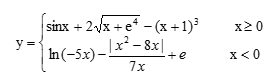 y = { sinx + 2√x + e⁴ − (x + 1)³   x ≥ 0
ln(−5x) − |x² − 8x| / 7x + e   x < 0